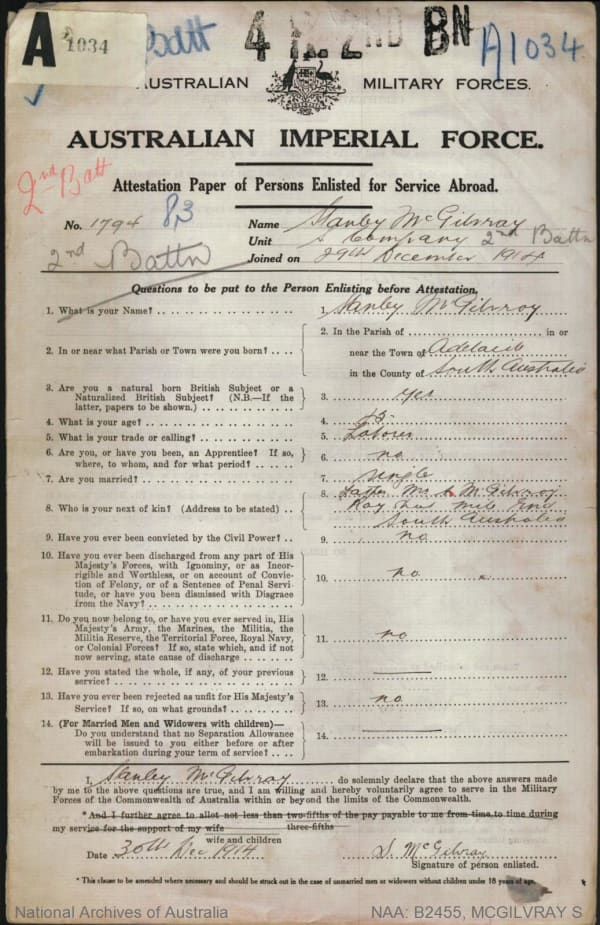 A 1034 Batt 4 2ND BN A1034
AUSTRALIAN MILITARY FORCES.
AUSTRALIAN IMPERIAL FORCE.
2nd Batt
Attestation Paper of Persons Enlisted for Service Abroad.
No. 1794 83 Name Stanley McGilvray
2nd Battn Unit Company 2nd Battn
Joined on 29th December 1914
Questions to be put to the Person Enlisting before Attestation.
1. What is your Name? 1. Stanley McGilvray
2. In or near what Parish or Town were you born? 2. In the Parish of in or
near the Town of Adelaide
in the County of South Australia
3. Are you a natural born British Subject or a
Naturalized British Subject? (N.B.—If the
latter, papers to be shown.) 3. Yes
4. What is your age? 4.
5. What is your trade or calling? 5. Laborer
6. Are you, or have you been, an Apprentice? If so,
where, to whom, and for what period? 6. no
7. Are you married? 7. Single
8. Who is your next of kin? (Address to be stated) 8. Father Mr McGilvray
Mile End
South Australia
9. Have you ever been convicted by the Civil Power? 9. no
10. Have you ever been discharged from any part of His
Majesty's Forces, with Ignominy, or as Incor-
rigible and Worthless, or on account of Convic-
tion of Felony, or of a Sentence of Penal Servi-
tude, or have you been Dismissed with Disgrace
from the Navy? 10. no
11. Do you now belong to, or have you ever served in, His
Majesty's Army, the Marines, the Militia, the
Militia Reserve, the Territorial Force, Royal Navy,
or Colonial Forces? If so, state which, and if not
now serving, state cause of discharge 11. no
12. Have you stated the whole, if any, of your previous
service? 12.
13. Have you ever been rejected as unfit for His Majesty's
Service? If so, on what grounds? 13. no
14. (For Married Men and Widowers with children)—
Do you understand that no Separation Allowance
will be issued to you either before or after
embarkation during your term of service? 14.
I, Stanley McGilvray do solemnly declare that the above answers made
by me to the above questions are true, and I am willing and hereby voluntarily agree to serve in the Military
Forces of the Commonwealth of Australia within or beyond the limits of the Commonwealth.
*And I further agree to allot not less than two-fifths of the pay payable to me from time to time during
three-fifths
my service for the support of my wife
wife and children
Date 30th Dec 1914 S. McGilvray
Signature of person enlisted.
* This clause to be amended where necessary and should be struck out in the case of unmarried men or widowers without children under 18 years of age.
National Archives of Australia NAA: B2455, MCGILVRAY S